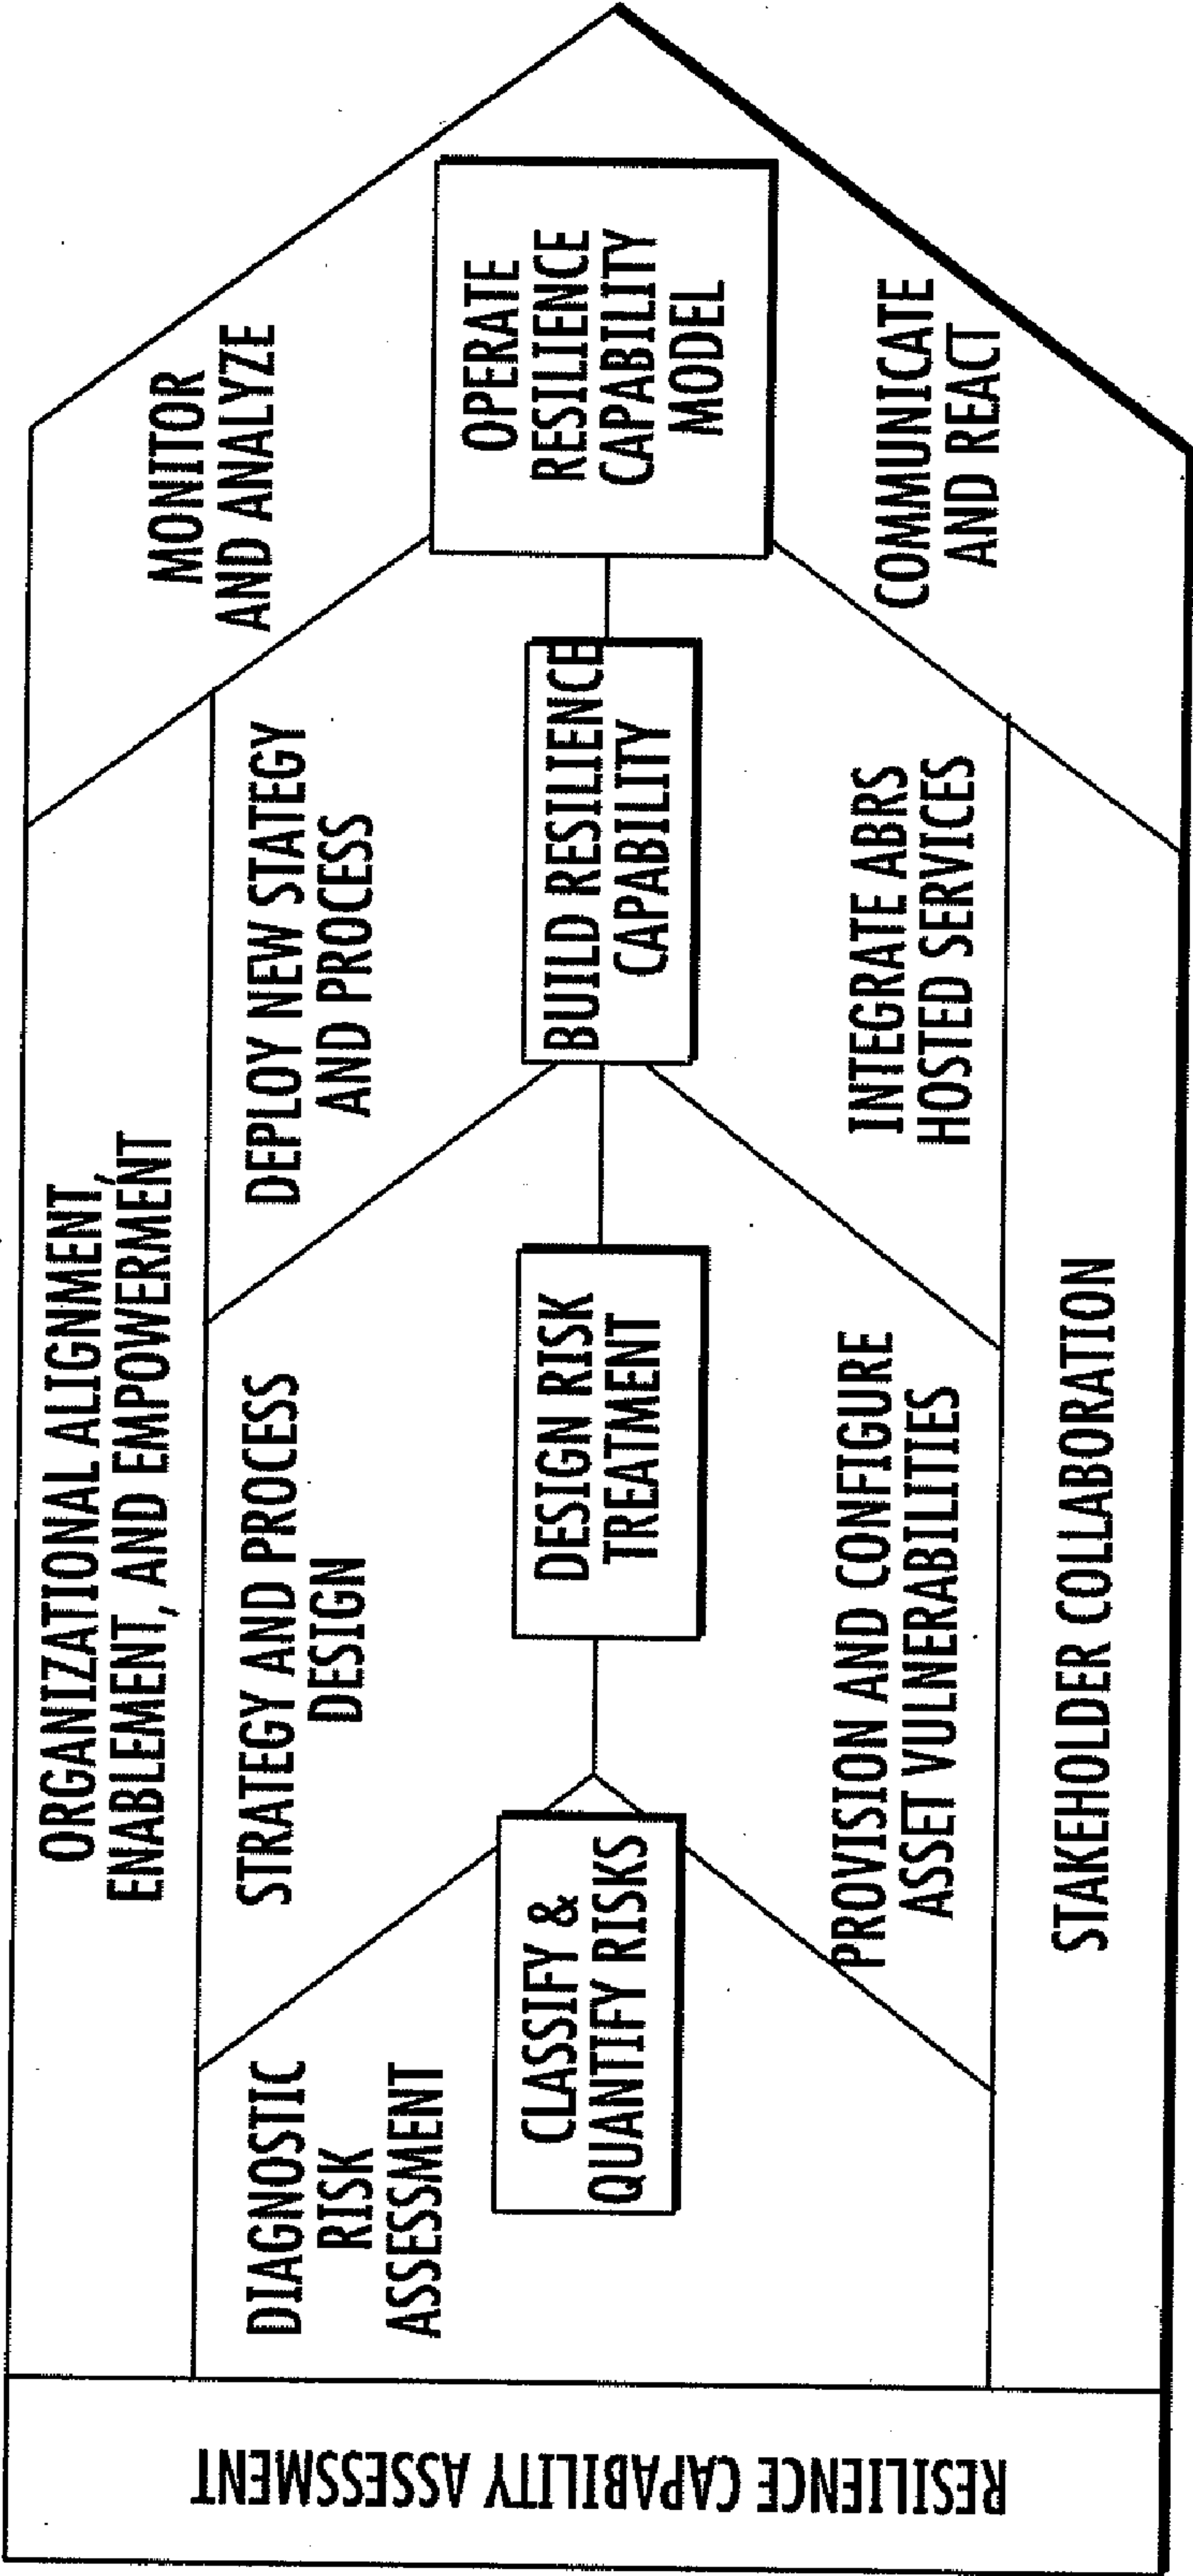 RESILIENCE CAPABILITY ASSESSMENT
ORGANIZATIONAL ALIGNMENT,
ENABLEMENT, AND EMPOWERMENT
DIAGNOSTIC
RISK
ASSESSMENT
STRATEGY AND PROCESS
DESIGN
DEPLOY NEW STATEGY
AND PROCESS
MONITOR
AND ANALYZE
CLASSIFY &
QUANTIFY RISKS
DESIGN RISK
TREATMENT
BUILD RESILIENCE
CAPABILITY
OPERATE
RESILIENCE
CAPABILITY
MODEL
PROVISION AND CONFIGURE
ASSET VULNERABILITIES
INTEGRATE ABRS
HOSTED SERVICES
COMMUNICATE
AND REACT
STAKEHOLDER COLLABORATION